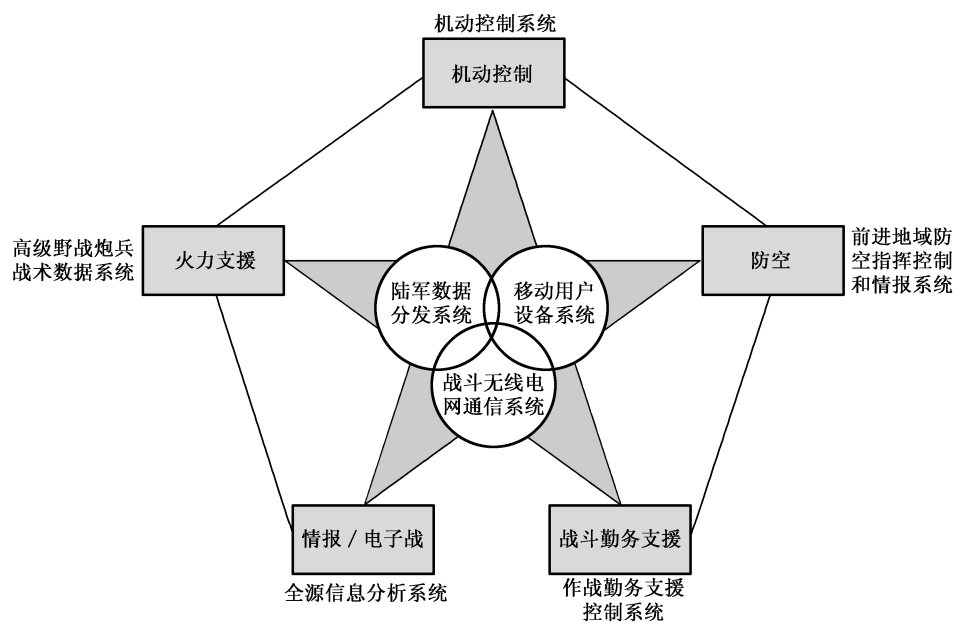 机动控制系统
机动控制
高级野战炮兵
战术数据系统
火力支援
防空
前进地域防
空指挥控制
和情报系统
陆军数据
分发系统
移动用户
设备系统
战斗无线电
网通信系统
情报/电子战
全源信息分析系统
战斗勤务支援
作战勤务支援
控制系统